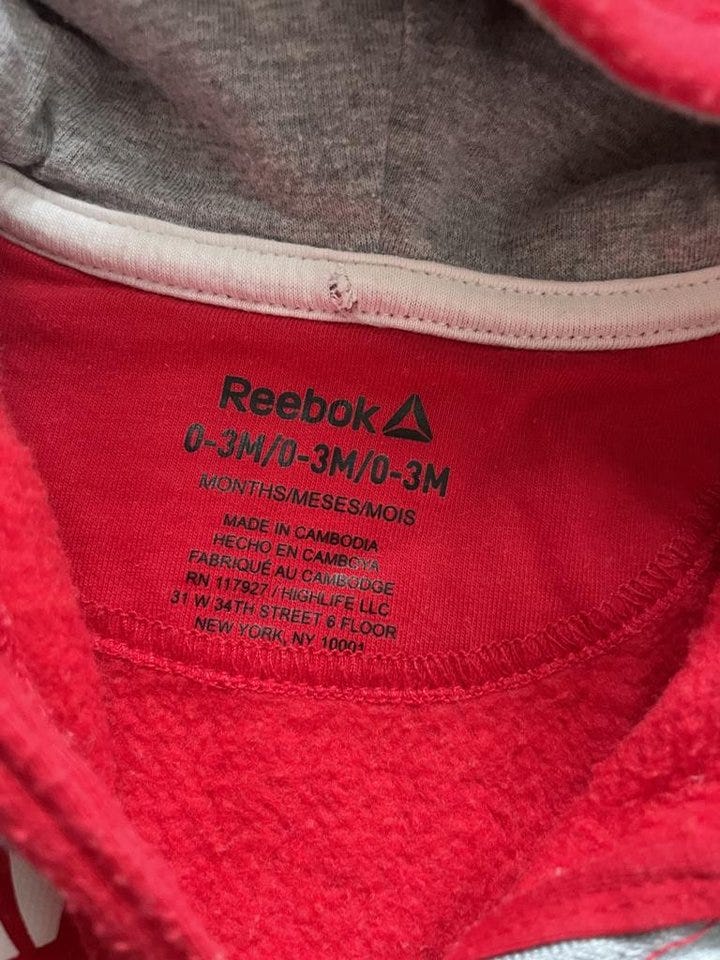 Reebok
0-3M/0-3M/0-3M
MONTHS/MESES/MOIS
MADE IN CAMBODIA
HECHO EN CAMBOYA
FABRIQUÉ AU CAMBODGE
RN 117927 / HIGHLIFE LLC
31 W 34TH STREET 6 FLOOR
NEW YORK, NY 10001